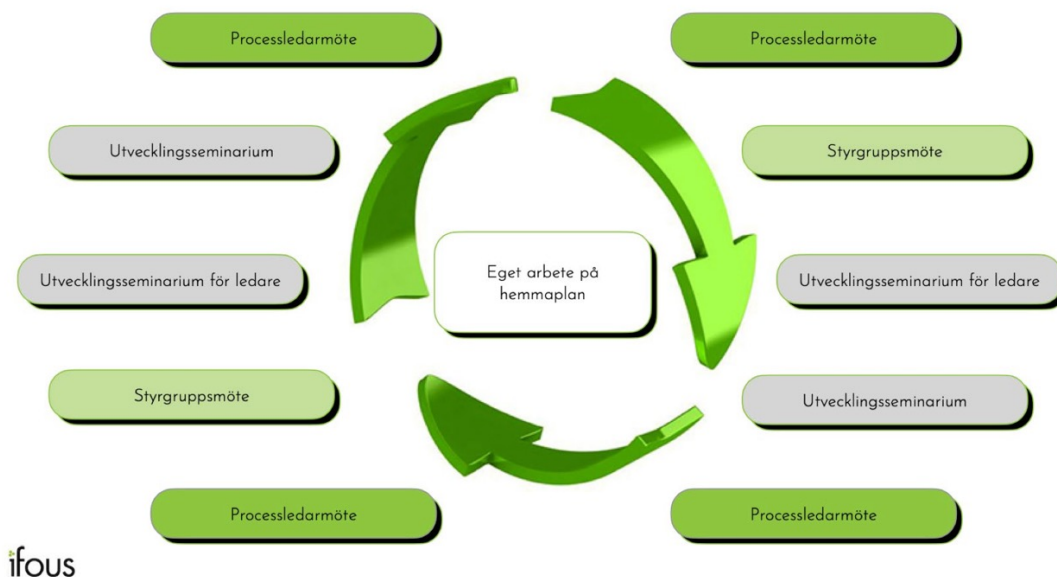 Processledarmöte
Processledarmöte
Utvecklingsseminarium
Styrgruppsmöte
Utvecklingsseminarium för ledare
Eget arbete på
hemmaplan
Utvecklingsseminarium för ledare
Styrgruppsmöte
Utvecklingsseminarium
Processledarmöte
Processledarmöte
ifous